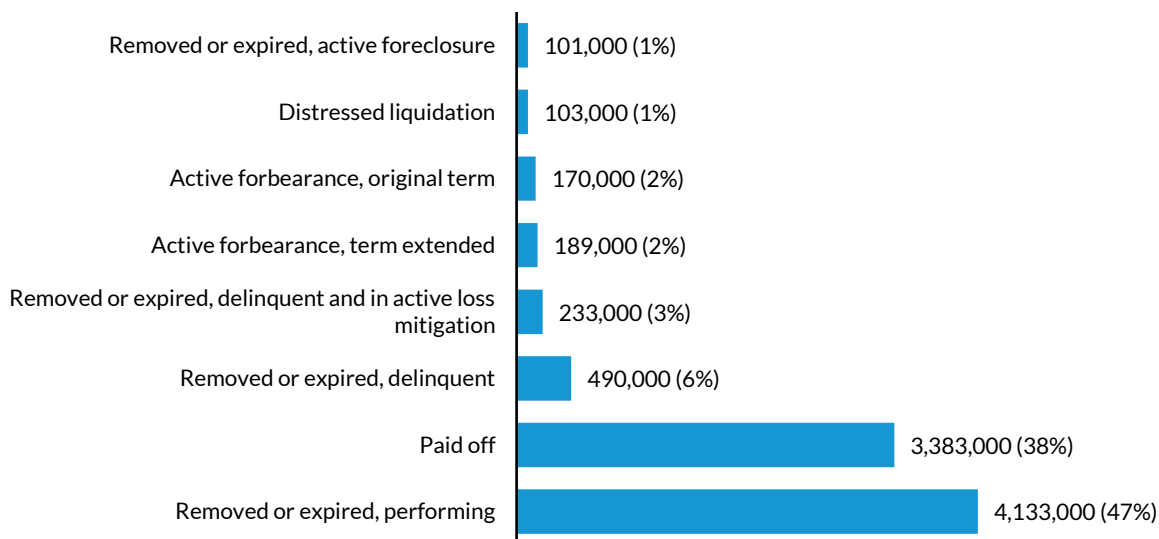 Removed or expired, active foreclosure 101,000 (1%)
Distressed liquidation 103,000 (1%)
Active forbearance, original term 170,000 (2%)
Active forbearance, term extended 189,000 (2%)
Removed or expired, delinquent and in active loss
mitigation 233,000 (3%)
Removed or expired, delinquent 490,000 (6%)
Paid off 3,383,000 (38%)
Removed or expired, performing 4,133,000 (47%)